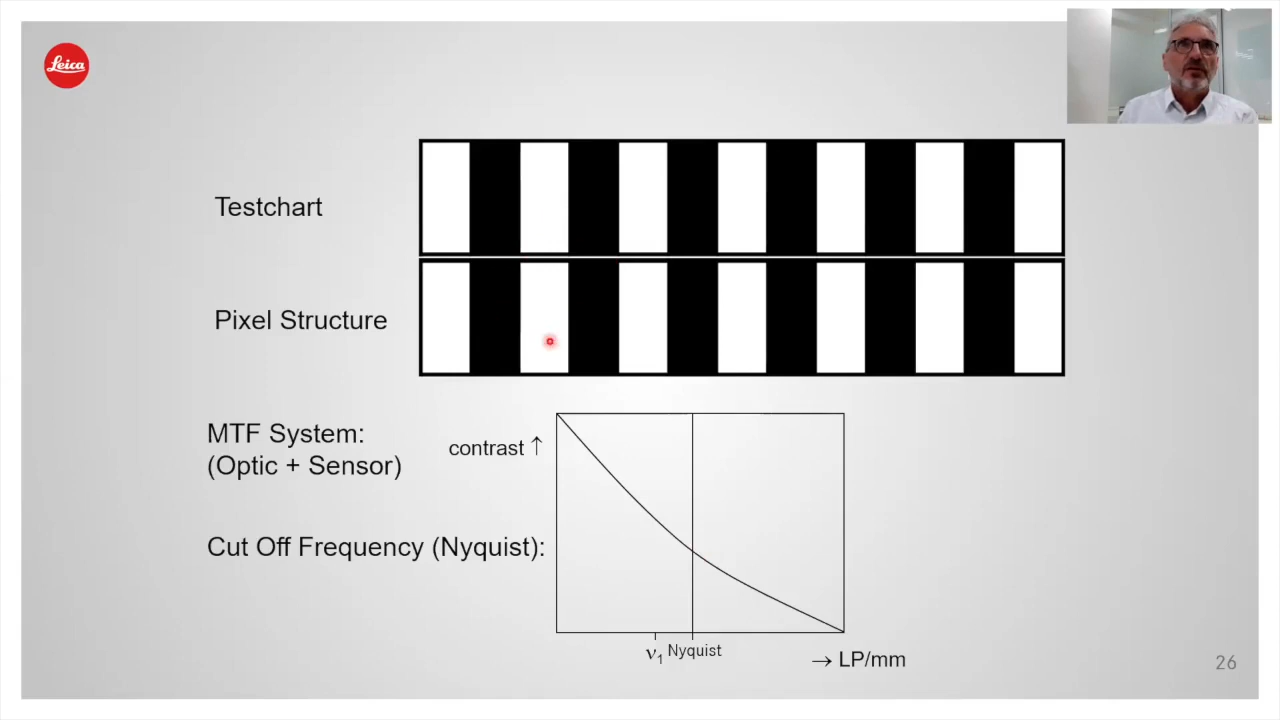 Leica
Testchart
Pixel Structure
MTF System:
(Optic + Sensor)
contrast ↑
Cut Off Frequency (Nyquist):
ν₁ Nyquist
→ LP/mm
26